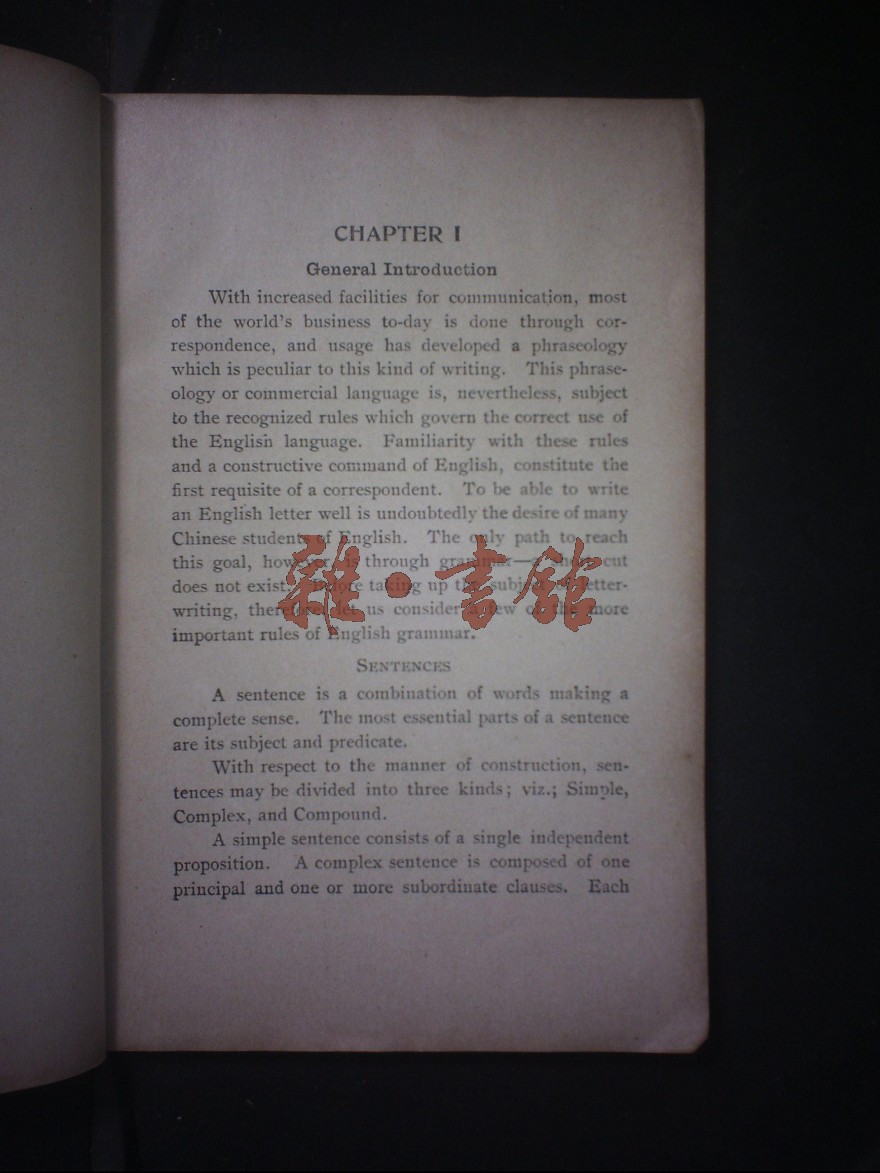 CHAPTER I
General Introduction
With increased facilities for communication, most
of the world's business to-day is done through cor-
respondence, and usage has developed a phraseology
which is peculiar to this kind of writing. This phrase-
ology or commercial language is, nevertheless, subject
to the recognized rules which govern the correct use of
the English language. Familiarity with these rules
and a constructive command of English, constitute the
first requisite of a correspondent. To be able to write
an English letter well is undoubtedly the desire of many
Chinese students of English. The only path to reach
this goal, however, is through grammar—a short cut
does not exist. Before taking up the subject of letter-
writing, therefore, let us consider a few of the more
important rules of English grammar.
雜·書館
SENTENCES
A sentence is a combination of words making a
complete sense. The most essential parts of a sentence
are its subject and predicate.
With respect to the manner of construction, sen-
tences may be divided into three kinds; viz.; Simple,
Complex, and Compound.
A simple sentence consists of a single independent
proposition. A complex sentence is composed of one
principal and one or more subordinate clauses. Each